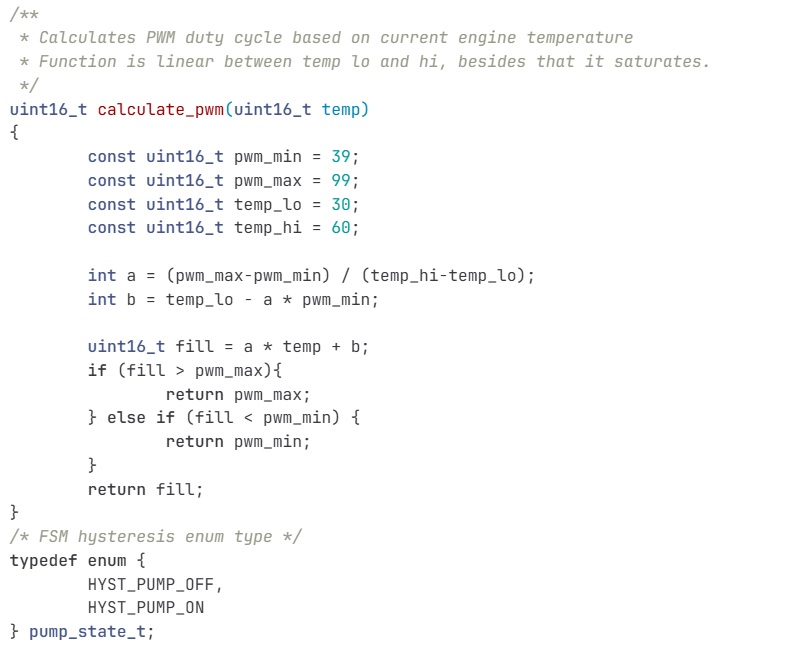 /**
 * Calculates PWM duty cycle based on current engine temperature
 * Function is linear between temp lo and hi, besides that it saturates.
 */
uint16_t calculate_pwm(uint16_t temp)
{
        const uint16_t pwm_min = 39;
        const uint16_t pwm_max = 99;
        const uint16_t temp_lo = 30;
        const uint16_t temp_hi = 60;

        int a = (pwm_max-pwm_min) / (temp_hi-temp_lo);
        int b = temp_lo - a * pwm_min;

        uint16_t fill = a * temp + b;
        if (fill > pwm_max){
                return pwm_max;
        } else if (fill < pwm_min) {
                return pwm_min;
        }
        return fill;
}
/* FSM hysteresis enum type */
typedef enum {
        HYST_PUMP_OFF,
        HYST_PUMP_ON
} pump_state_t;